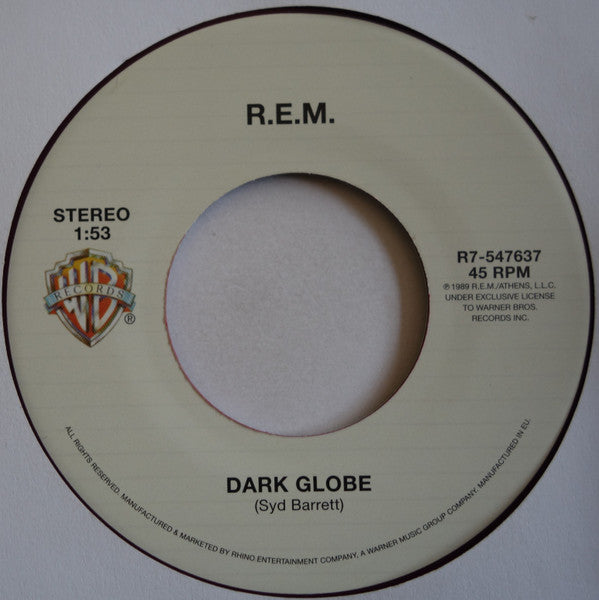 R.E.M.
STEREO
1:53
WB
RECORDS
®
R7-547637
45 RPM
℗ 1989 R.E.M./ATHENS, L.L.C.
UNDER EXCLUSIVE LICENSE
TO WARNER BROS.
RECORDS INC.
DARK GLOBE
(Syd Barrett)
ALL RIGHTS RESERVED. MANUFACTURED & MARKETED BY RHINO ENTERTAINMENT COMPANY, A WARNER MUSIC GROUP COMPANY. MANUFACTURED IN EU.